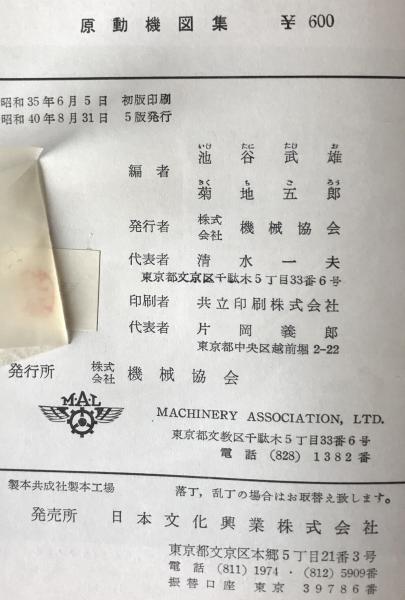 原動機図集 ¥ 600
昭和35年6月5日 初版印刷
昭和40年8月31日 5版発行
編者 池谷武雄
いけ たに たけ お
菊地五郎
きく ち ご ろう
発行者 株式会社 機械協会
代表者 清水一夫
東京都文京区千駄木5丁目33番6号
印刷者 共立印刷株式会社
代表者 片岡義郎
東京都中央区越前堀 2-22
発行所 株式会社 機械協会
MAL
MACHINERY ASSOCIATION, LTD.
東京都文教区千駄木5丁目33番6号
電話 (828) 1382番
製本共成社製本工場 落丁,乱丁の場合はお取替え致します。
発売所 日本文化興業株式会社
東京都文京区本郷5丁目21番3号
電話 (811) 1974・(812) 5909番
振替口座 東京 39786番